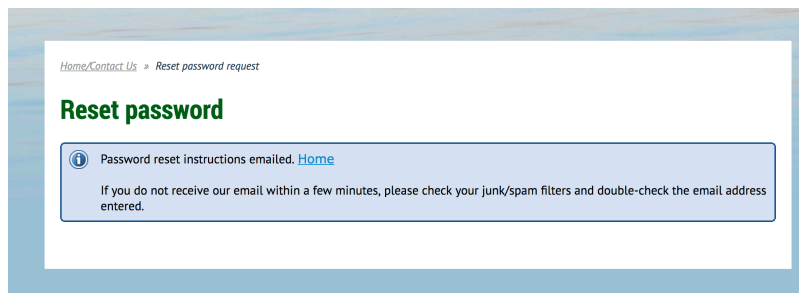 Home/Contact Us » Reset password request
Reset password
Password reset instructions emailed. Home
If you do not receive our email within a few minutes, please check your junk/spam filters and double-check the email address
entered.